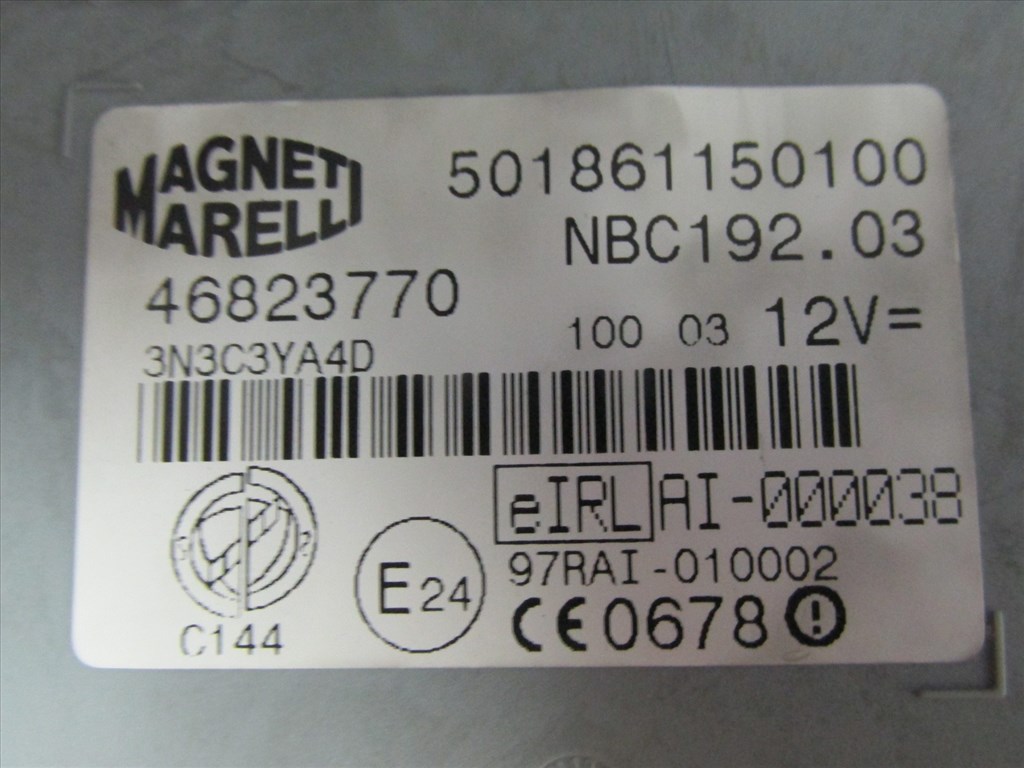 MAGNETI
MARELLI
501861150100
NBC192.03
46823770
100 03 12V=
3N3C3YA4D
eIRL AI-000038
97RAI-010002
E24
CE0678
C144